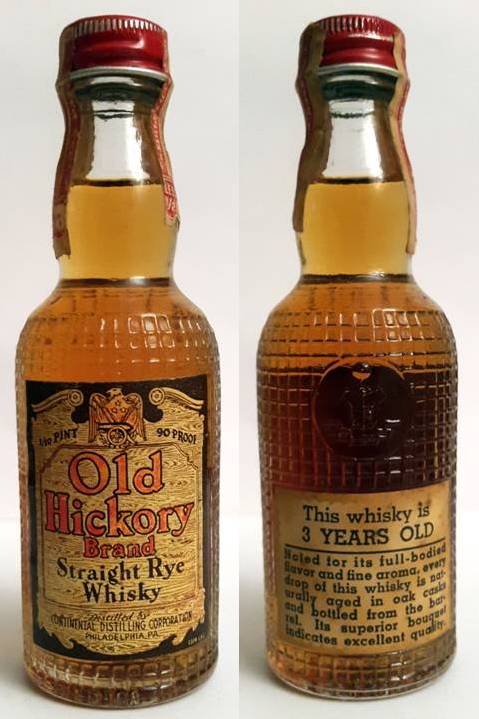 1/10 PINT 90 PROOF
Old
Hickory
Brand
Straight Rye
Whisky
Distilled by
CONTINENTAL DISTILLING CORPORATION
PHILADELPHIA, PA.
This whisky is
3 YEARS OLD
Noted for its full-bodied
flavor and fine aroma, every
drop of this whisky is nat-
urally aged in oak casks
and bottled from the bar-
rel. Its superior bouquet
indicates excellent quality.